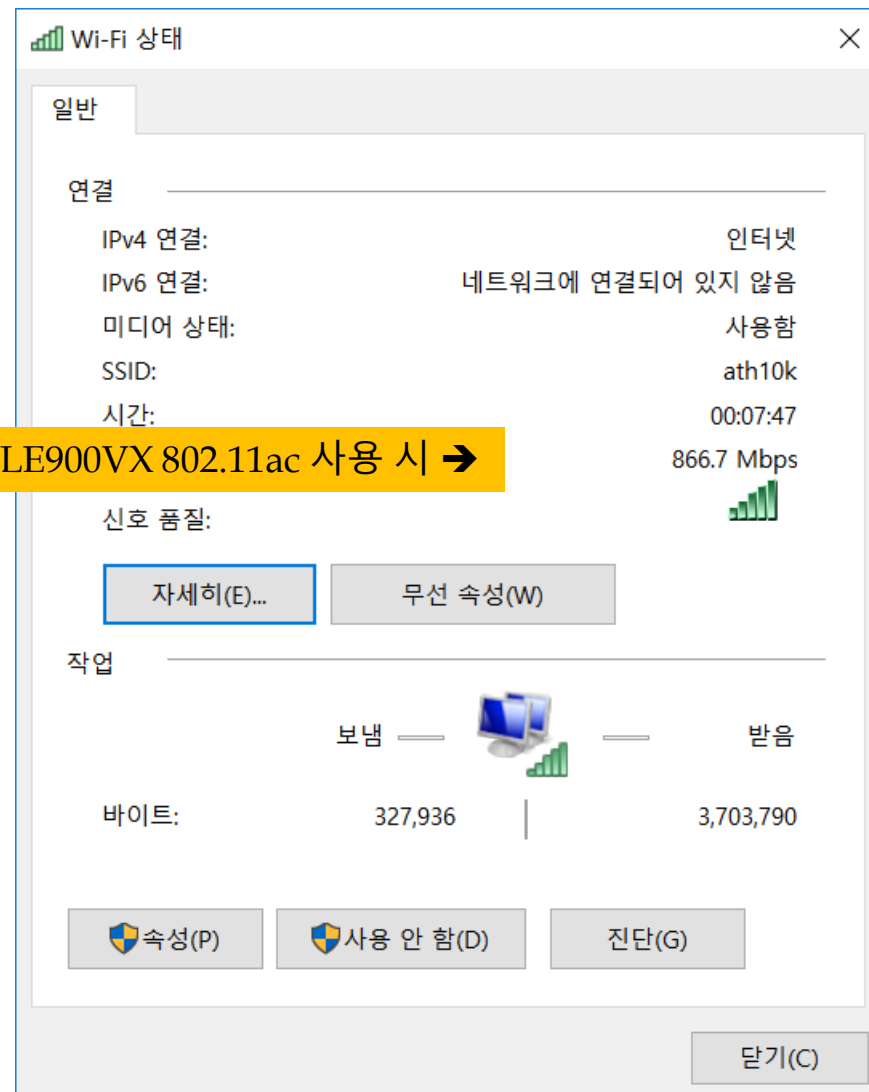 Wi-Fi 상태
일반
연결
IPv4 연결: 인터넷
IPv6 연결: 네트워크에 연결되어 있지 않음
미디어 상태: 사용함
SSID: ath10k
시간: 00:07:47
LE900VX 802.11ac 사용 시 ➔ 866.7 Mbps
신호 품질:
자세히(E)... 무선 속성(W)
작업
보냄 받음
바이트: 327,936 3,703,790
속성(P) 사용 안 함(D) 진단(G)
닫기(C)